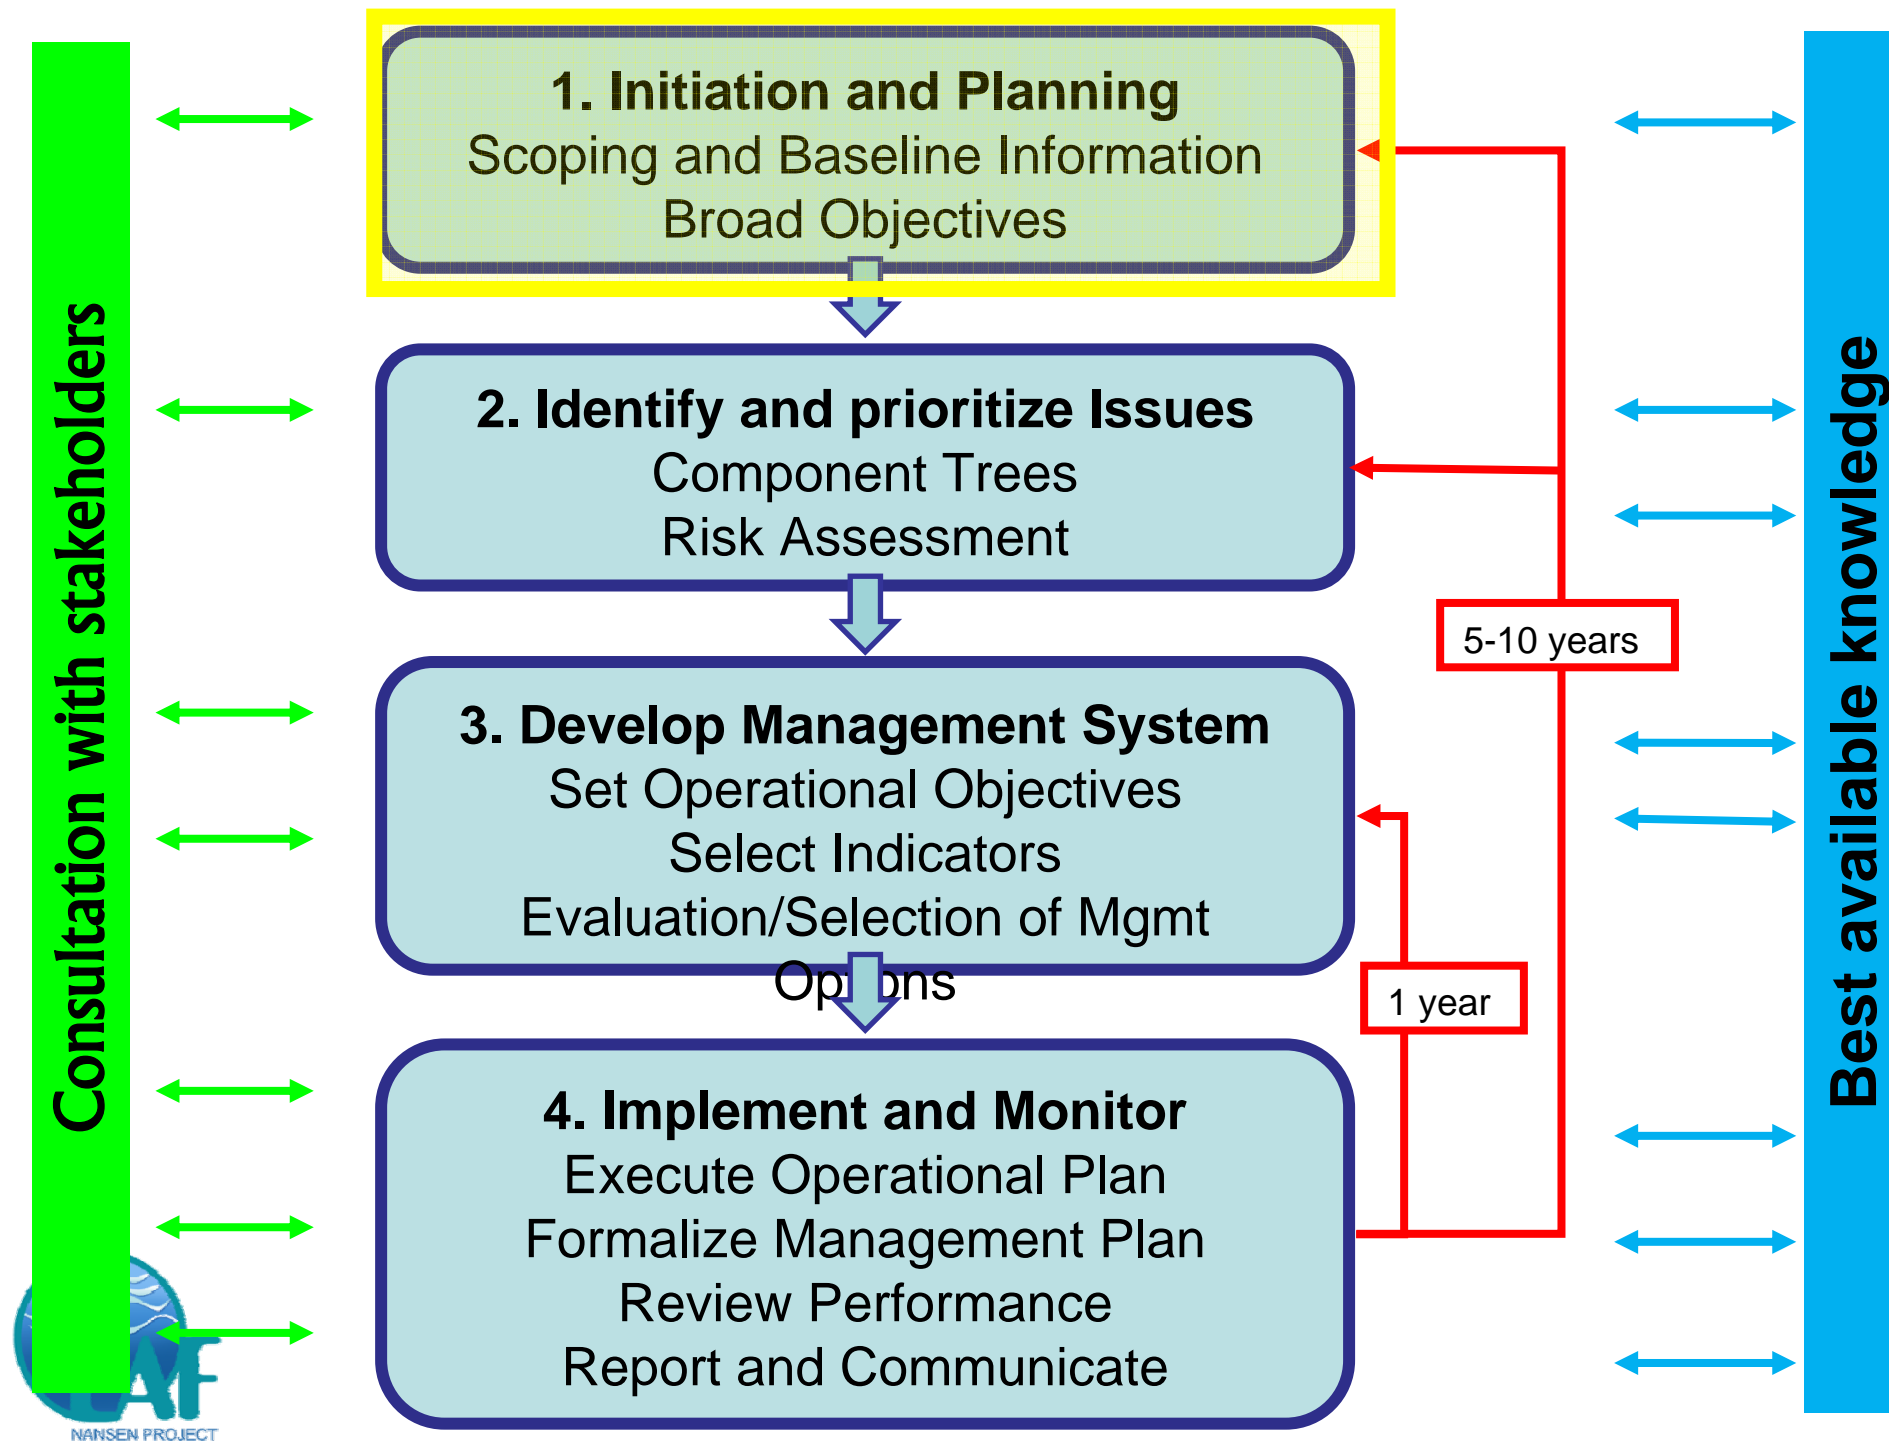 Consultation with stakeholders
1. Initiation and Planning
Scoping and Baseline Information
Broad Objectives
2. Identify and prioritize Issues
Component Trees
Risk Assessment
3. Develop Management System
Set Operational Objectives
Select Indicators
Evaluation/Selection of Mgmt
Options
4. Implement and Monitor
Execute Operational Plan
Formalize Management Plan
Review Performance
Report and Communicate
5-10 years
1 year
Best available knowledge
EAF
NANSEN PROJECT